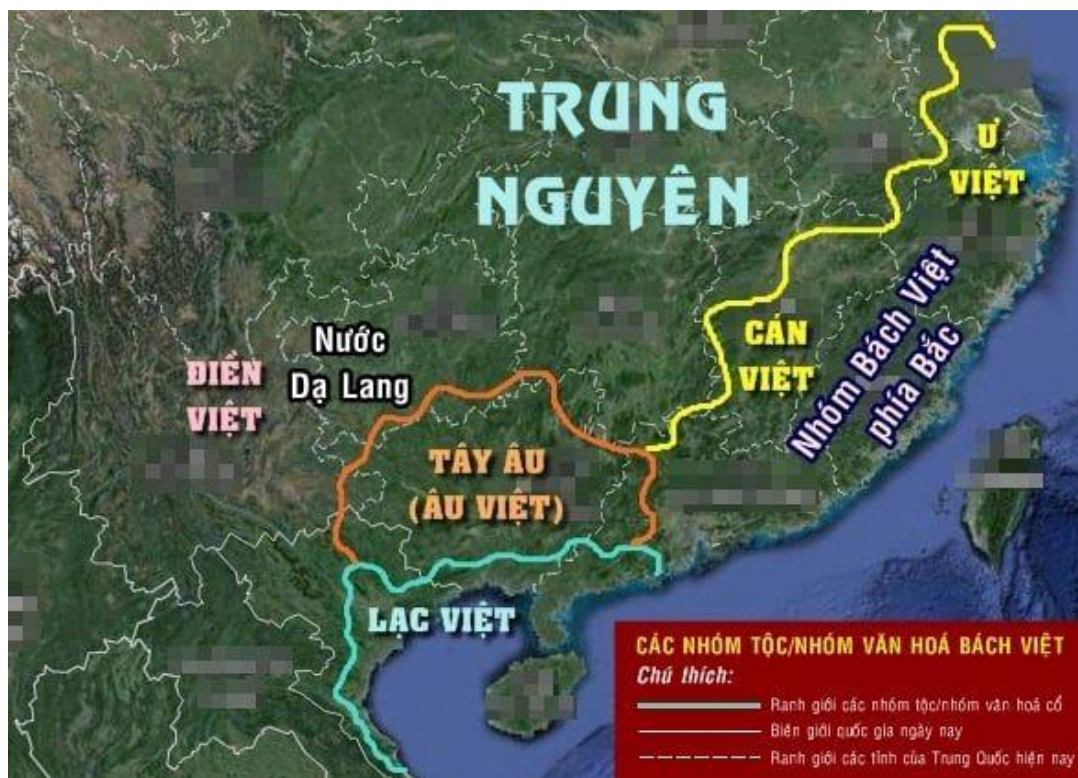 TRUNG
NGUYÊN
Ư
VIỆT
Nhóm Bách Việt
phía Bắc
CÁN
VIỆT
Nước
Dạ Lang
ĐIỀN
VIỆT
TÂY ÂU
(ÂU VIỆT)
LẠC VIỆT
CÁC NHÓM TỘC/NHÓM VĂN HOÁ BÁCH VIỆT
Chú thích:
Ranh giới các nhóm tộc/nhóm văn hoá cổ
Biên giới quốc gia ngày nay
Ranh giới các tỉnh của Trung Quốc hiện nay